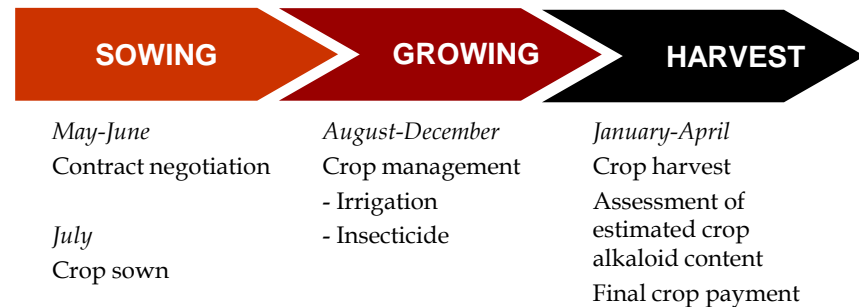 SOWING
GROWING
HARVEST
May-June
Contract negotiation
July
Crop sown
August-December
Crop management
- Irrigation
- Insecticide
January-April
Crop harvest
Assessment of
estimated crop
alkaloid content
Final crop payment